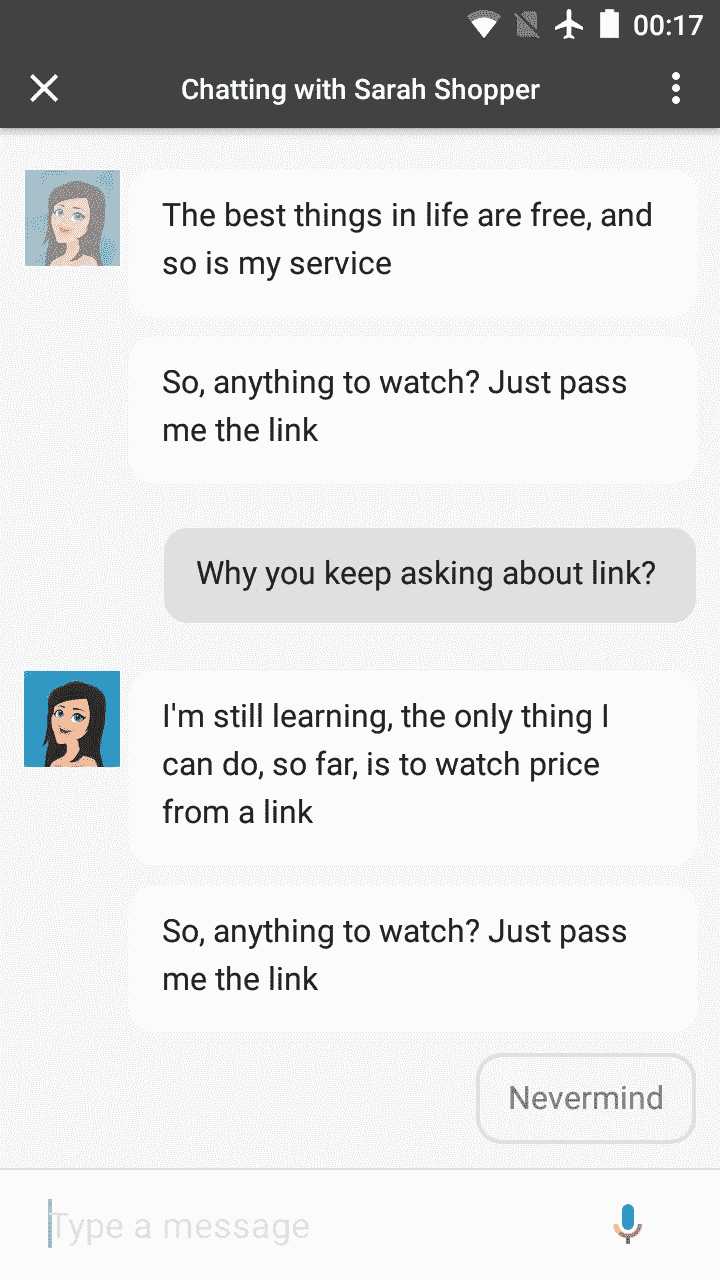 00:17
Chatting with Sarah Shopper
The best things in life are free, and
so is my service
So, anything to watch? Just pass
me the link
Why you keep asking about link?
I'm still learning, the only thing I
can do, so far, is to watch price
from a link
So, anything to watch? Just pass
me the link
Nevermind
Type a message